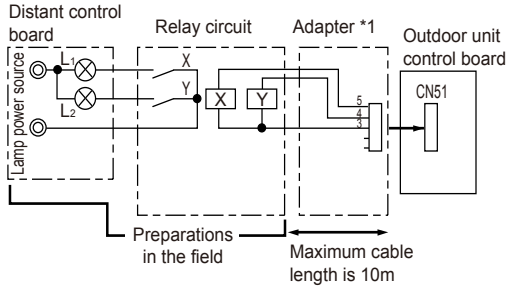 Distant control
board
Relay circuit
Adapter *1
Outdoor unit
control board
Lamp power source
L1
L2
X
Y
X
Y
5
4
3
CN51
Preparations
in the field
Maximum cable
length is 10m